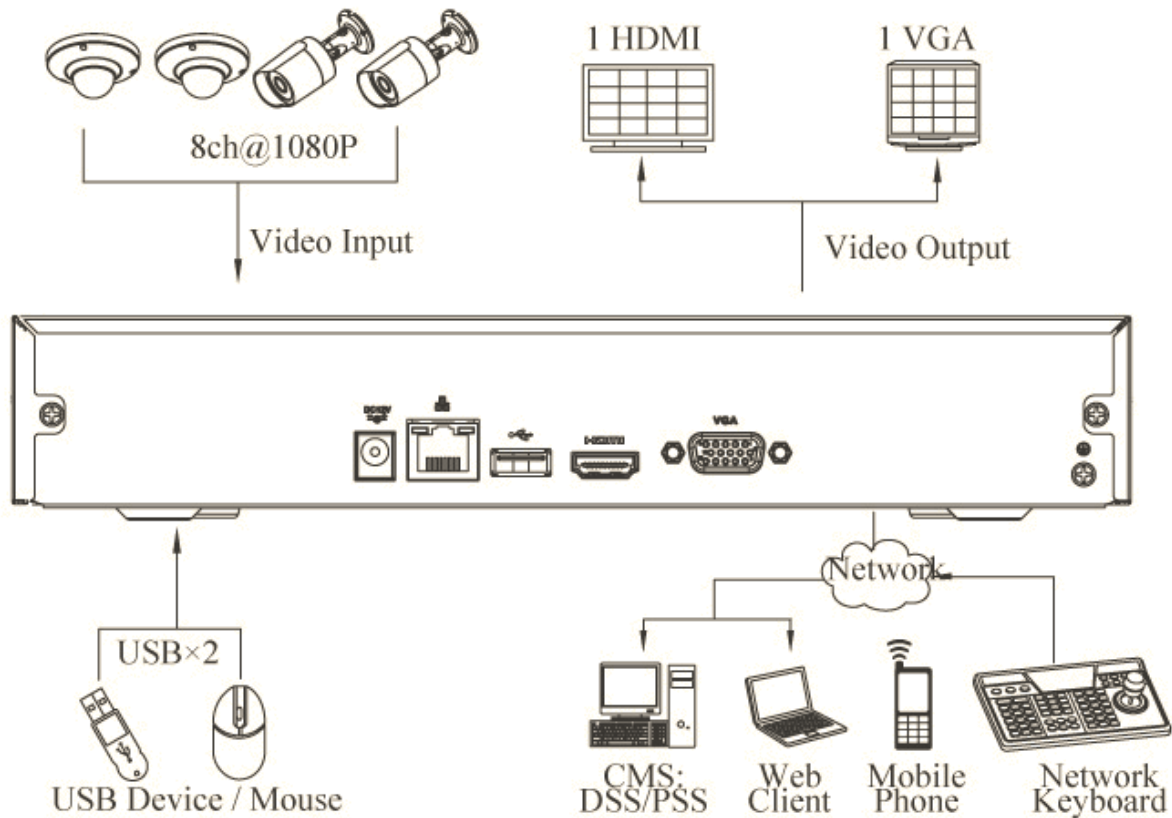 1 HDMI
1 VGA
8ch@1080P
Video Input
Video Output
HDMI
VGA
Network
USB×2
USB Device / Mouse
CMS:
DSS/PSS
Web
Client
Mobile
Phone
Network
Keyboard